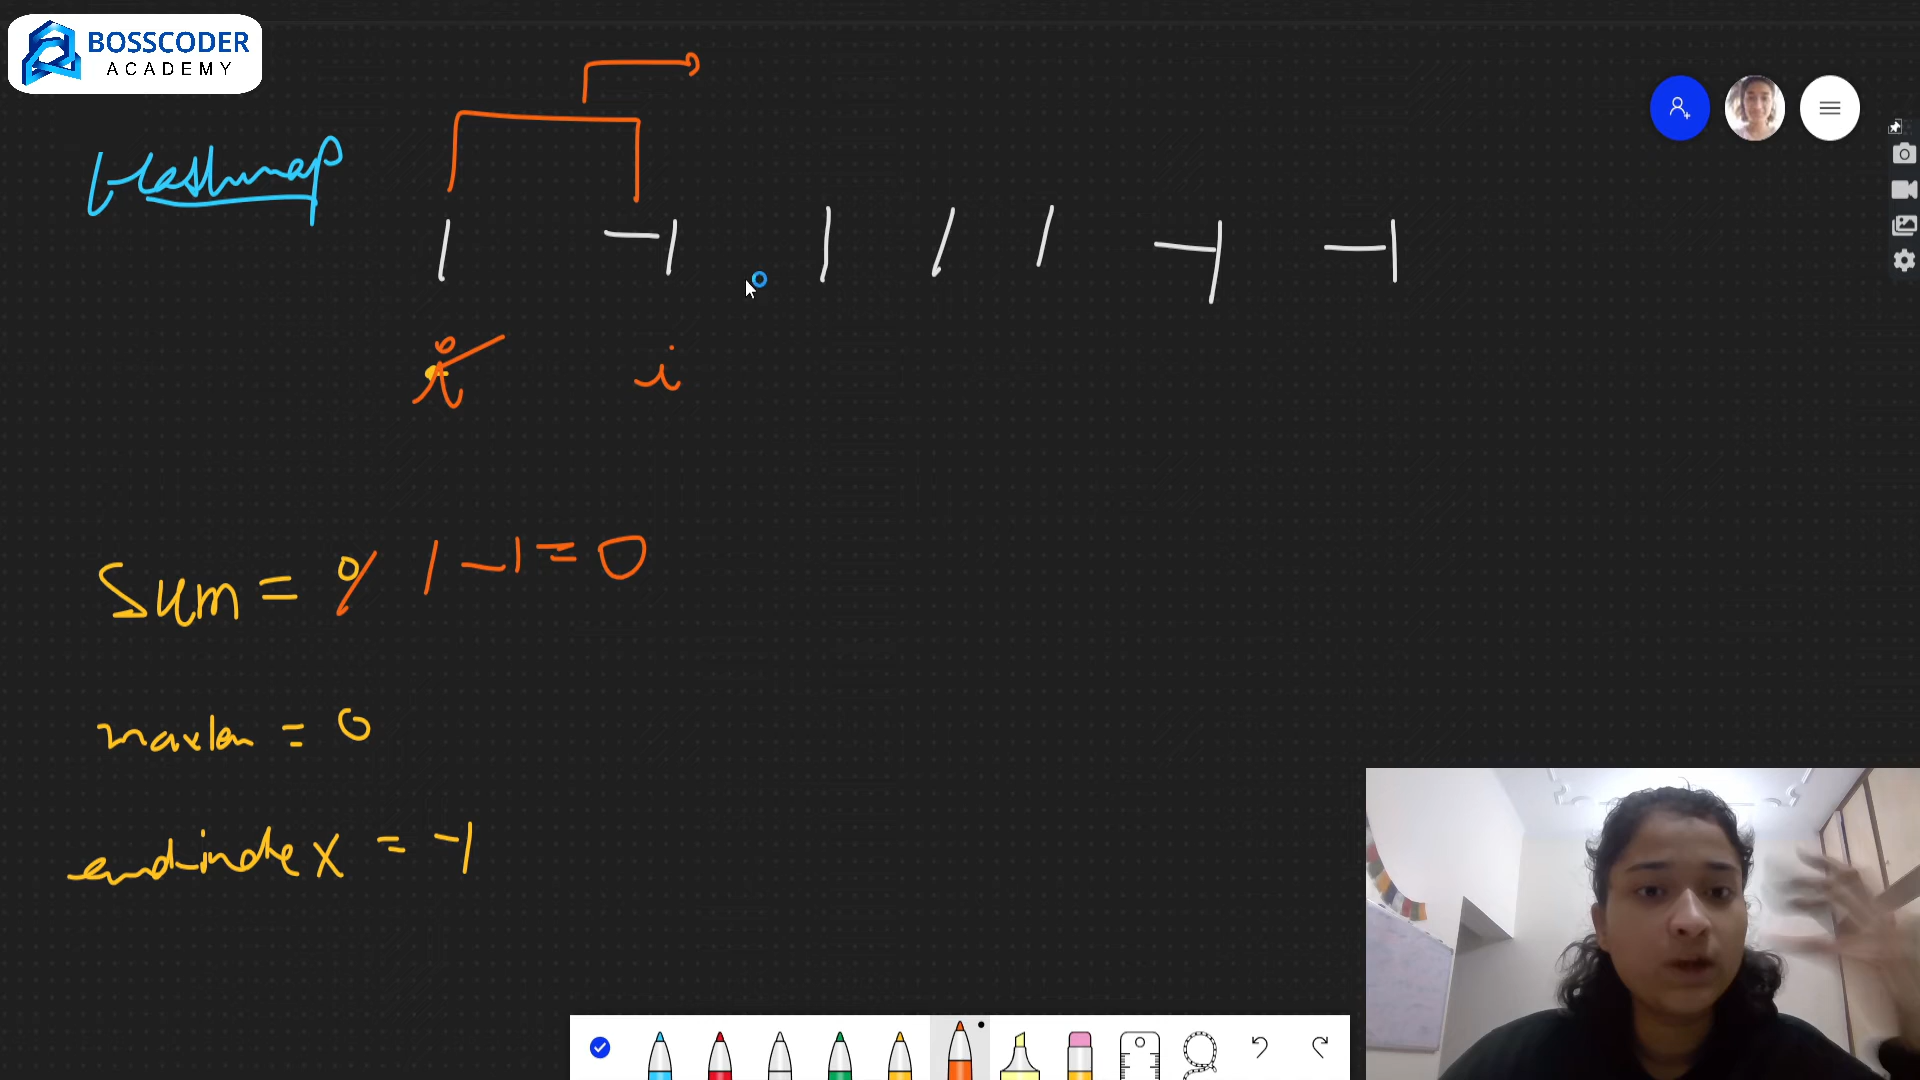 BOSSCODER
ACADEMY
Hashmap
1 -1 1 1 1 -1 -1
i i
Sum = 0 1 -1 = 0
maxlen = 0
endindex = -1